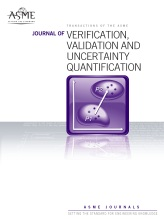 ASME
TRANSACTIONS OF THE ASME
JOURNAL OF
VERIFICATION,
VALIDATION AND
UNCERTAINTY
QUANTIFICATION
ASME JOURNALS
SETTING THE STANDARD FOR ENGINEERING KNOWLEDGE